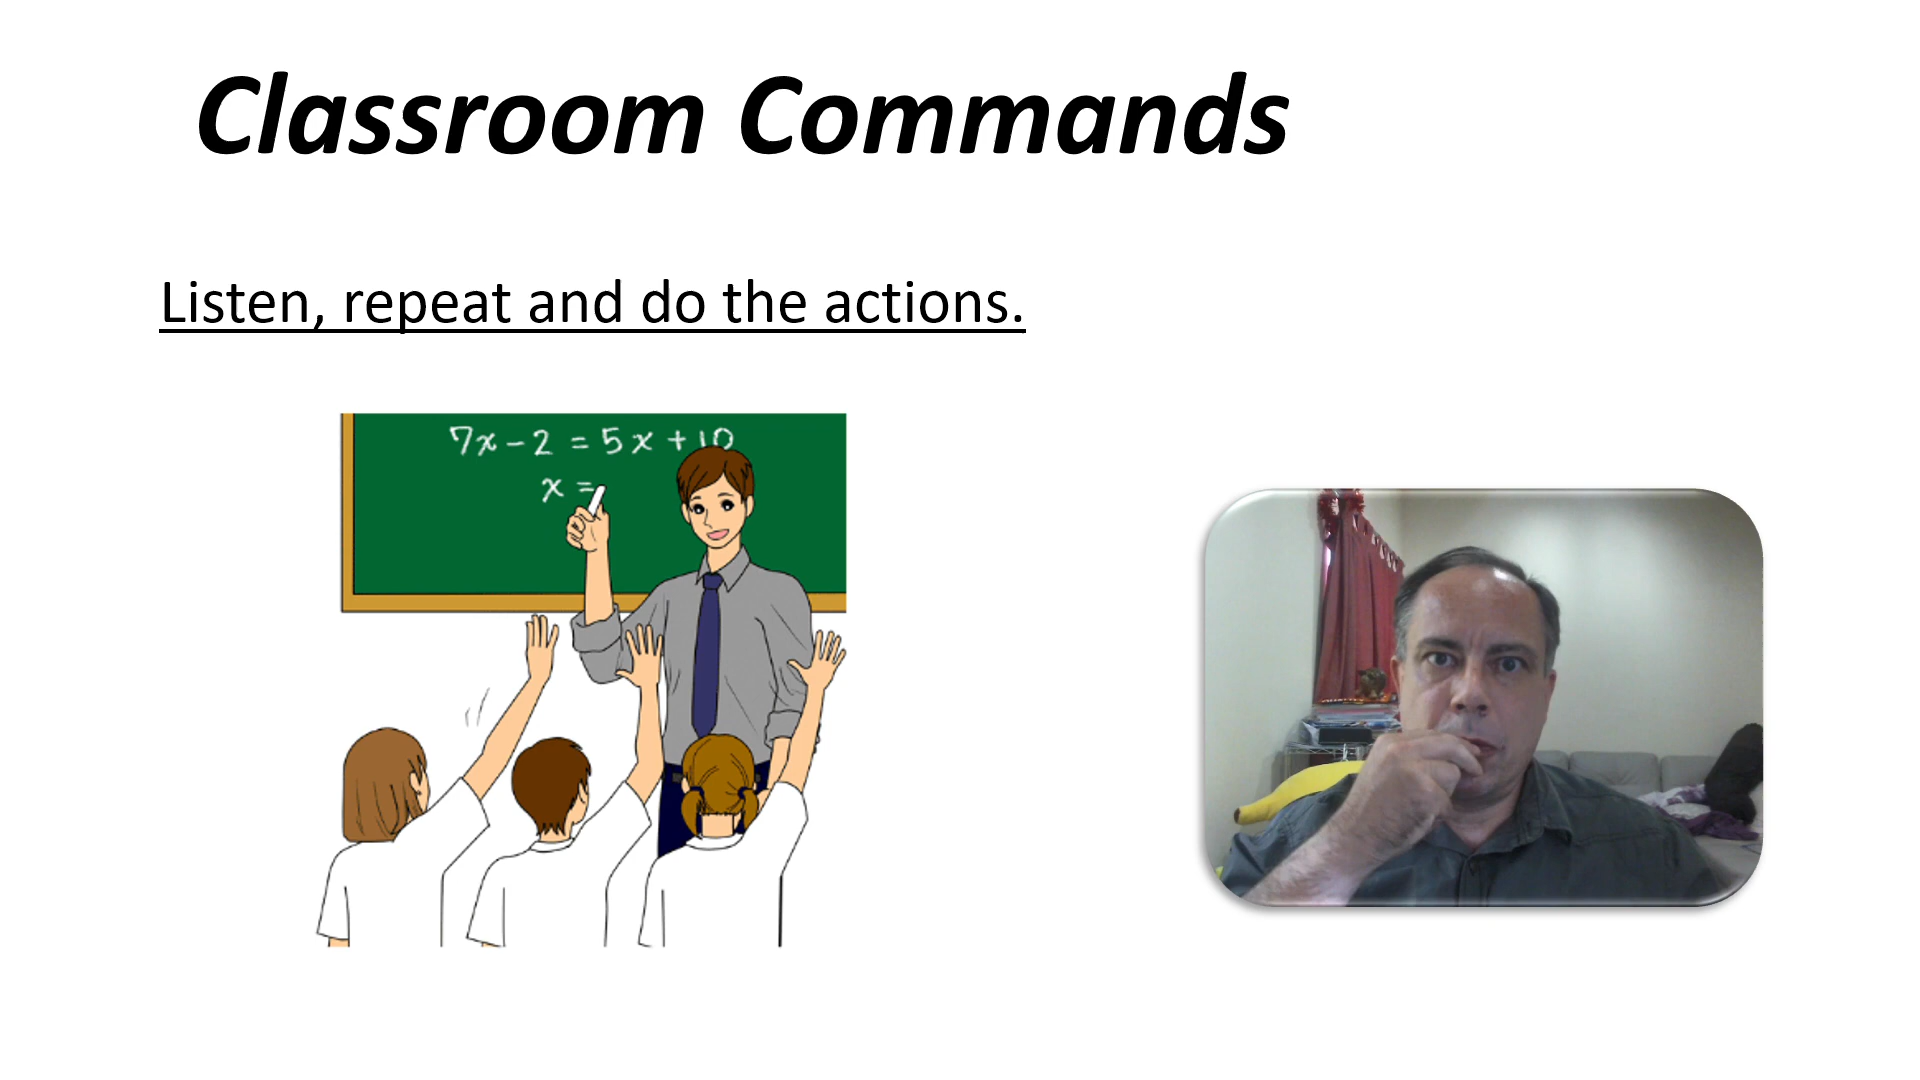 Classroom Commands
Listen, repeat and do the actions.
7x-2 = 5x+10
x =